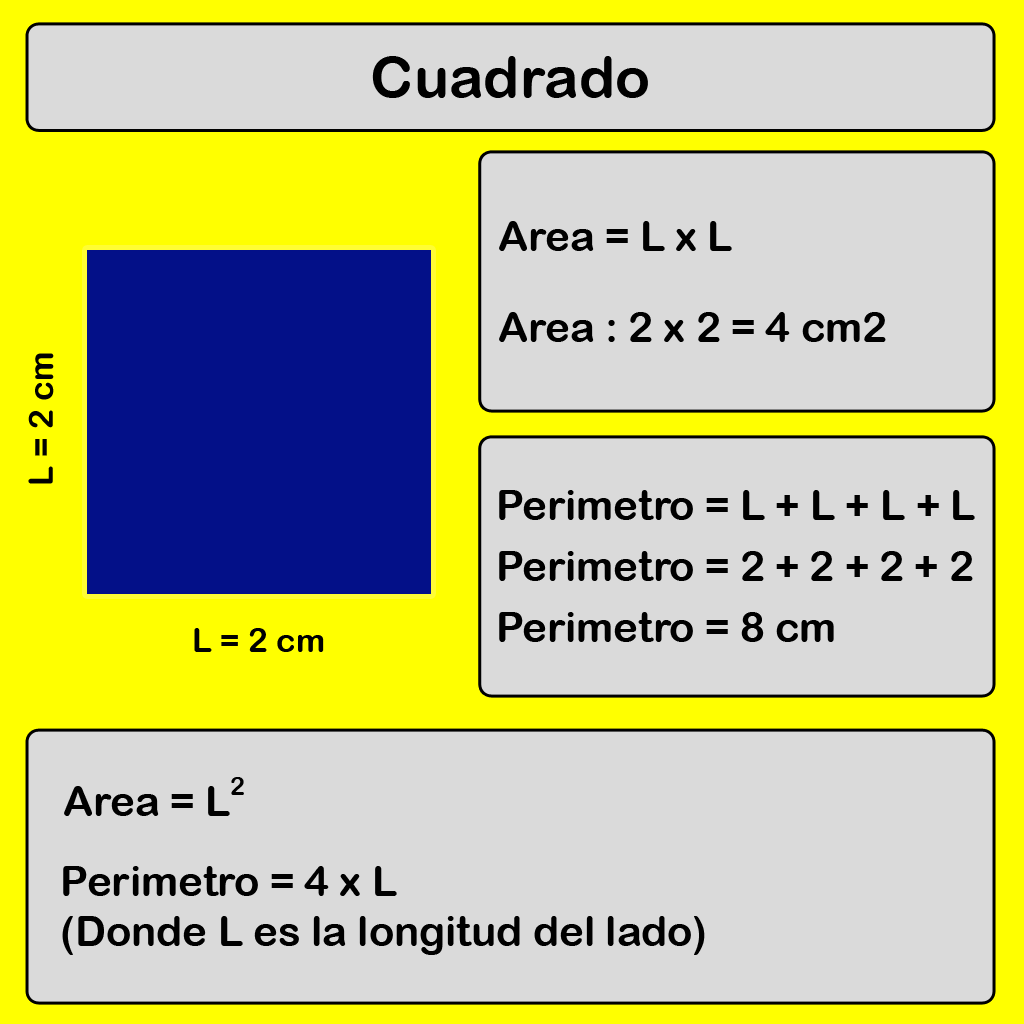 Cuadrado
L = 2 cm
L = 2 cm
Area = L x L
Area : 2 x 2 = 4 cm2
Perimetro = L + L + L + L
Perimetro = 2 + 2 + 2 + 2
Perimetro = 8 cm
Area = L²
Perimetro = 4 x L
(Donde L es la longitud del lado)